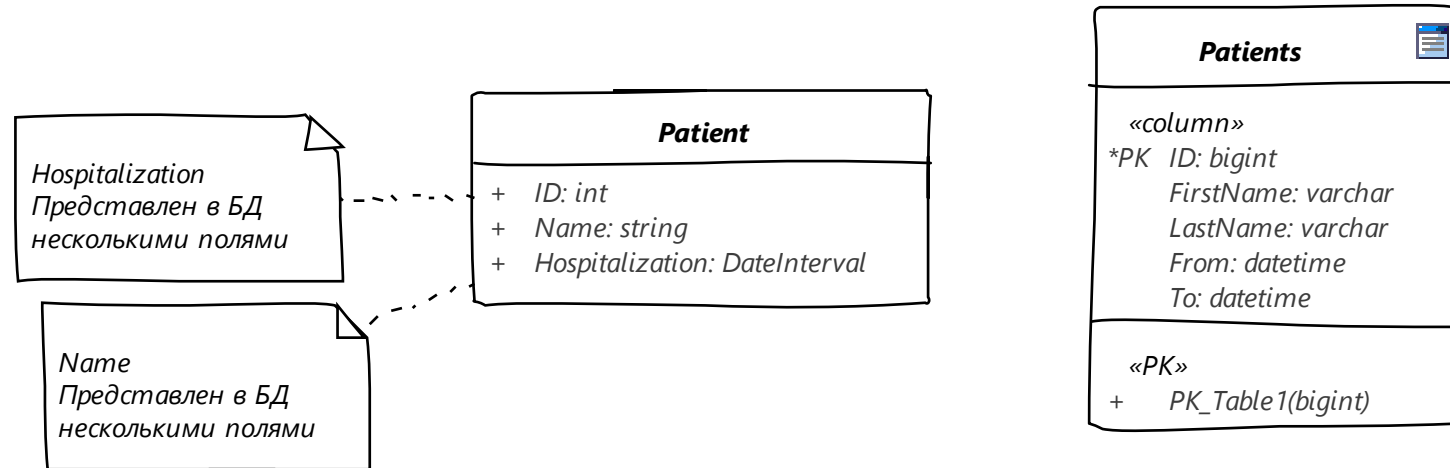 Hospitalization
Представлен в БД
несколькими полями
Name
Представлен в БД
несколькими полями
Patient
+ ID: int
+ Name: string
+ Hospitalization: DateInterval
Patients
«column»
*PK ID: bigint
FirstName: varchar
LastName: varchar
From: datetime
To: datetime
«PK»
+ PK_Table1(bigint)